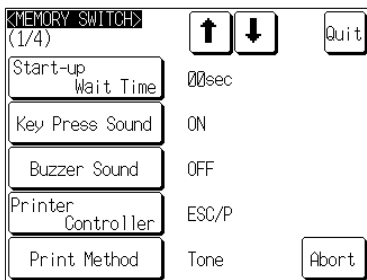 <MEMORY SWITCH>
(1/4)
Quit
Start-up
Wait Time
00sec
Key Press Sound
ON
Buzzer Sound
OFF
Printer
Controller
ESC/P
Print Method
Tone
Abort